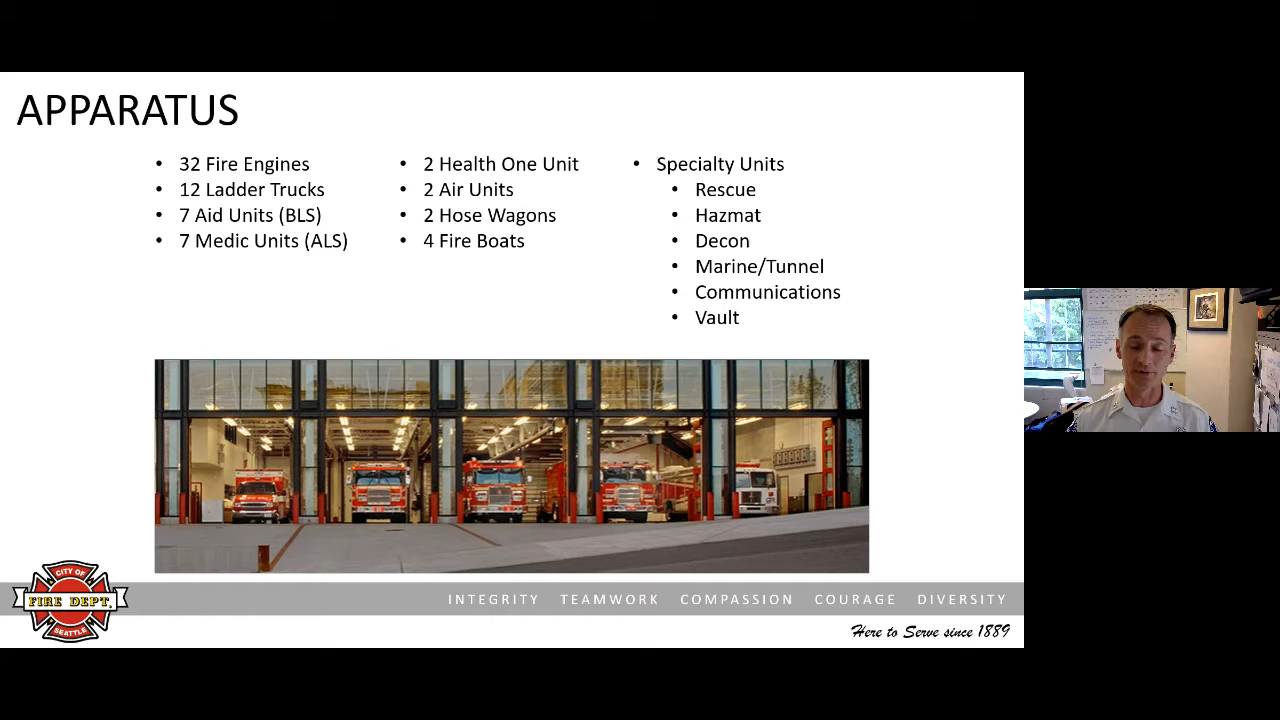 APPARATUS
• 32 Fire Engines
• 12 Ladder Trucks
• 7 Aid Units (BLS)
• 7 Medic Units (ALS)
• 2 Health One Unit
• 2 Air Units
• 2 Hose Wagons
• 4 Fire Boats
• Specialty Units
• Rescue
• Hazmat
• Decon
• Marine/Tunnel
• Communications
• Vault
CITY OF
FIRE DEPT.
SEATTLE
INTEGRITY TEAMWORK COMPASSION COURAGE DIVERSITY
Here to Serve since 1889